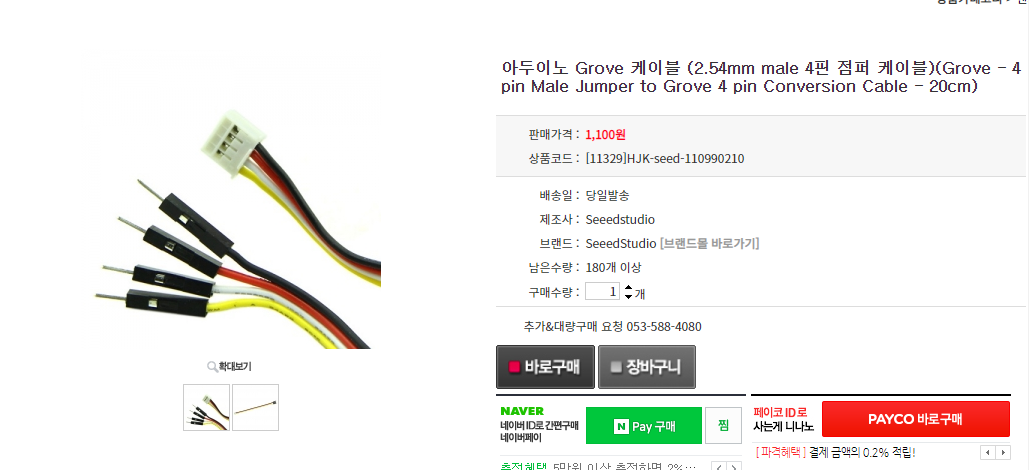 아두이노 Grove 케이블 (2.54mm male 4핀 점퍼 케이블)(Grove - 4
pin Male Jumper to Grove 4 pin Conversion Cable - 20cm)
판매가격 : 1,100원
상품코드 : [11329]HJK-seed-110990210
배송일 : 당일발송
제조사 : Seeedstudio
브랜드 : SeeedStudio [브랜드몰 바로가기]
남은수량 : 180개 이상
구매수량 : 1 개
추가&대량구매 요청 053-588-4080
확대보기
바로구매 장바구니
NAVER
네이버 ID로 간편구매
네이버페이
N Pay 구매 찜
페이코 ID로
사는게 니나노
PAYCO 바로구매
[ 파격혜택 ] 결제 금액의 0.2% 적립!